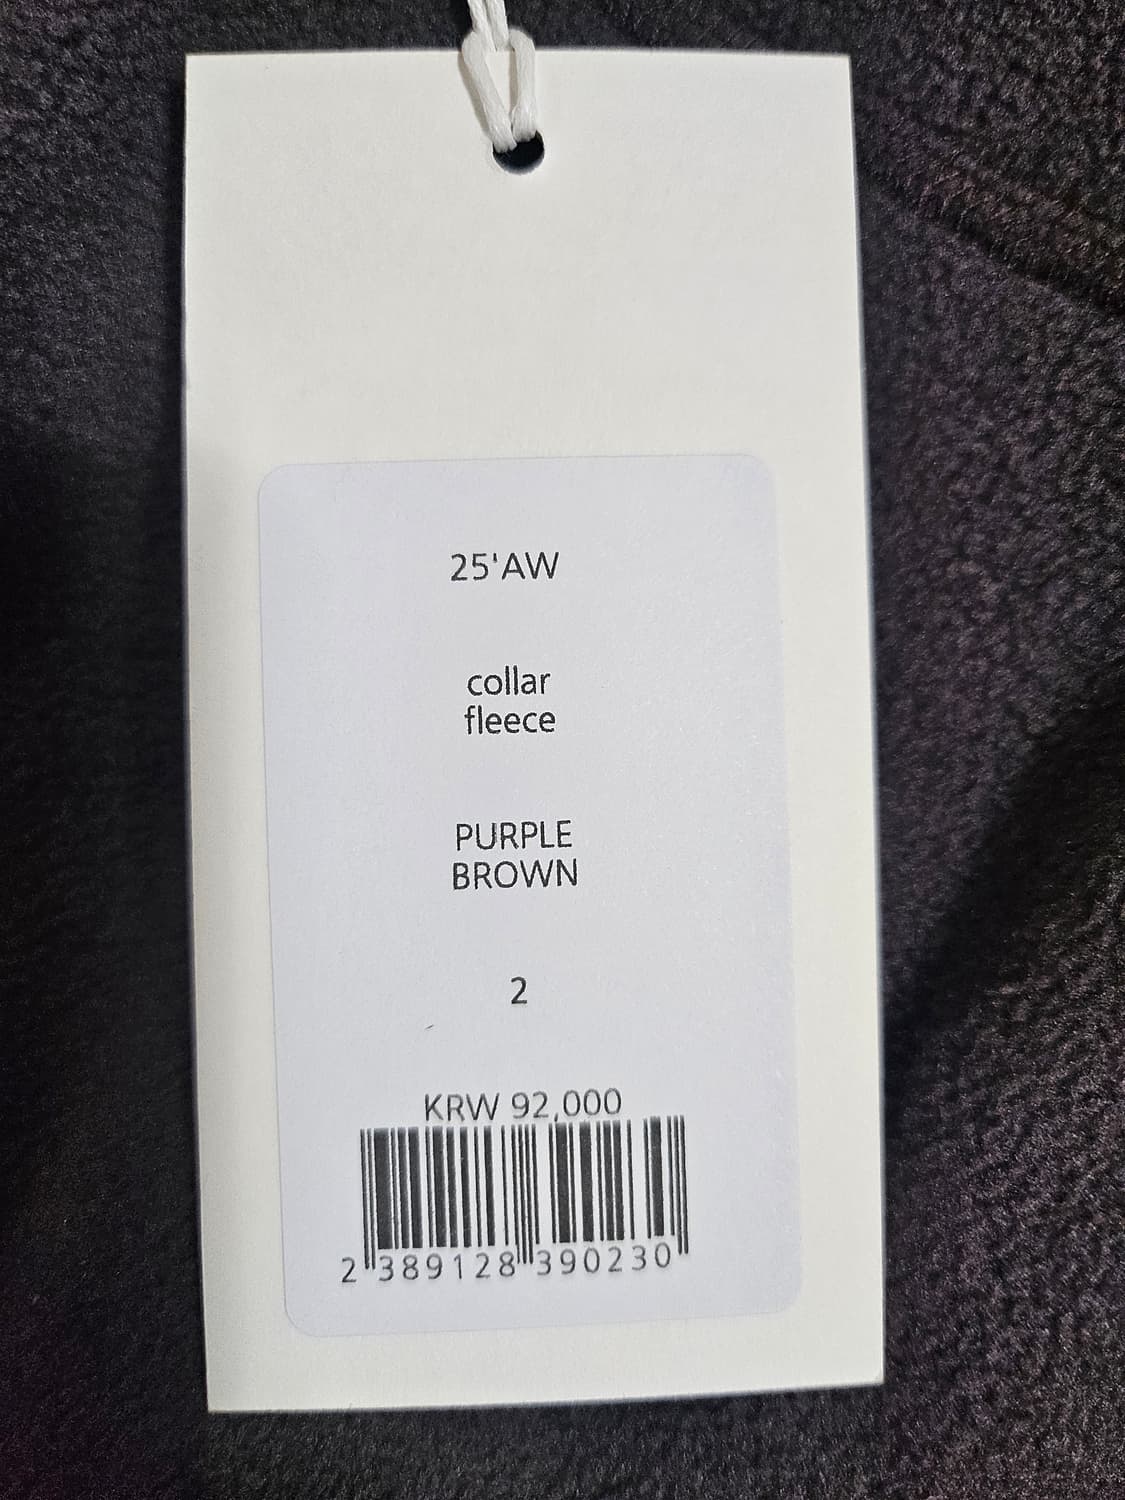 25'AW
collar
fleece
PURPLE
BROWN
2
KRW 92,000
2 389128 390230